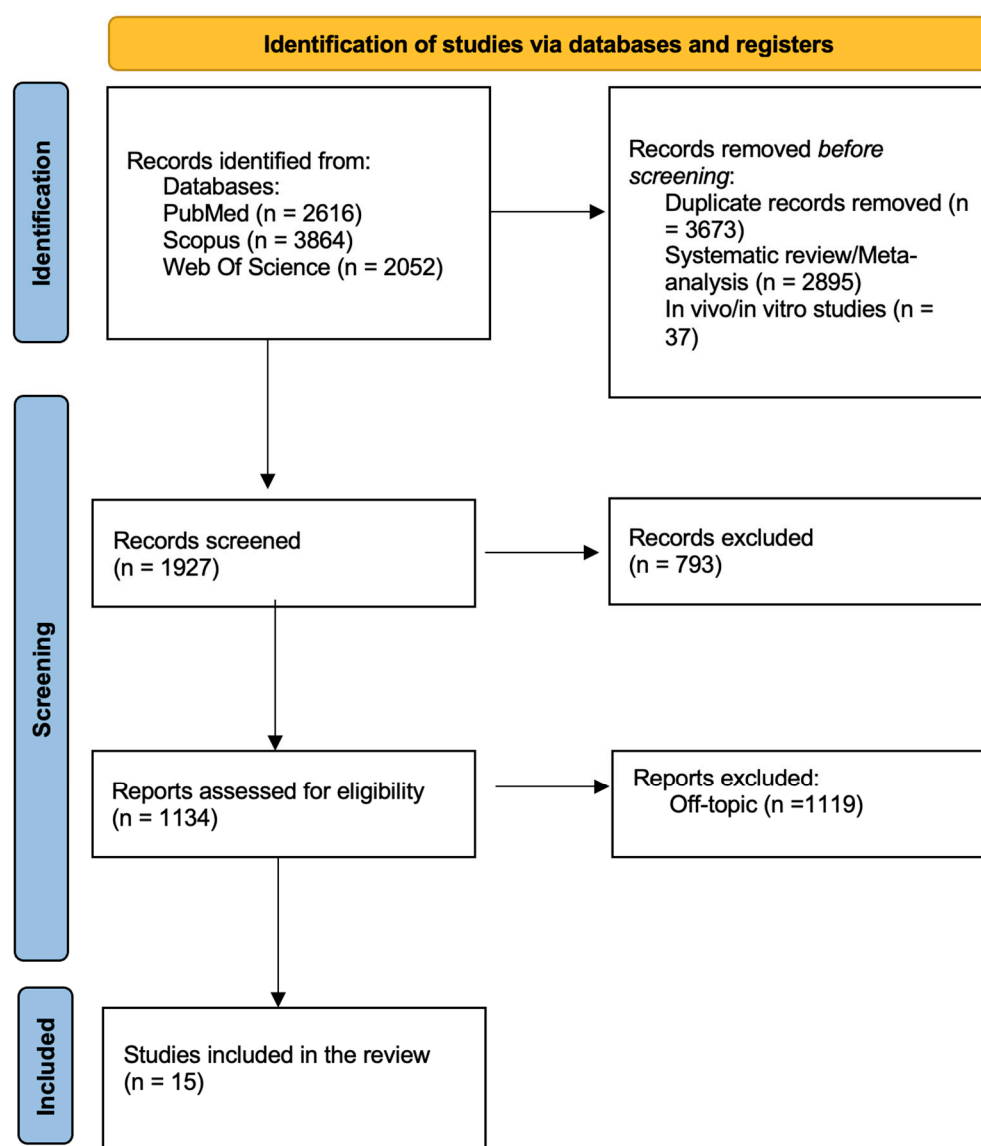 Identification of studies via databases and registers
Identification
Records identified from:
Databases:
PubMed (n = 2616)
Scopus (n = 3864)
Web Of Science (n = 2052)
Records removed before
screening:
Duplicate records removed (n
= 3673)
Systematic review/Meta-
analysis (n = 2895)
In vivo/in vitro studies (n =
37)
Screening
Records screened
(n = 1927)
Records excluded
(n = 793)
Reports assessed for eligibility
(n = 1134)
Reports excluded:
Off-topic (n =1119)
Included
Studies included in the review
(n = 15)